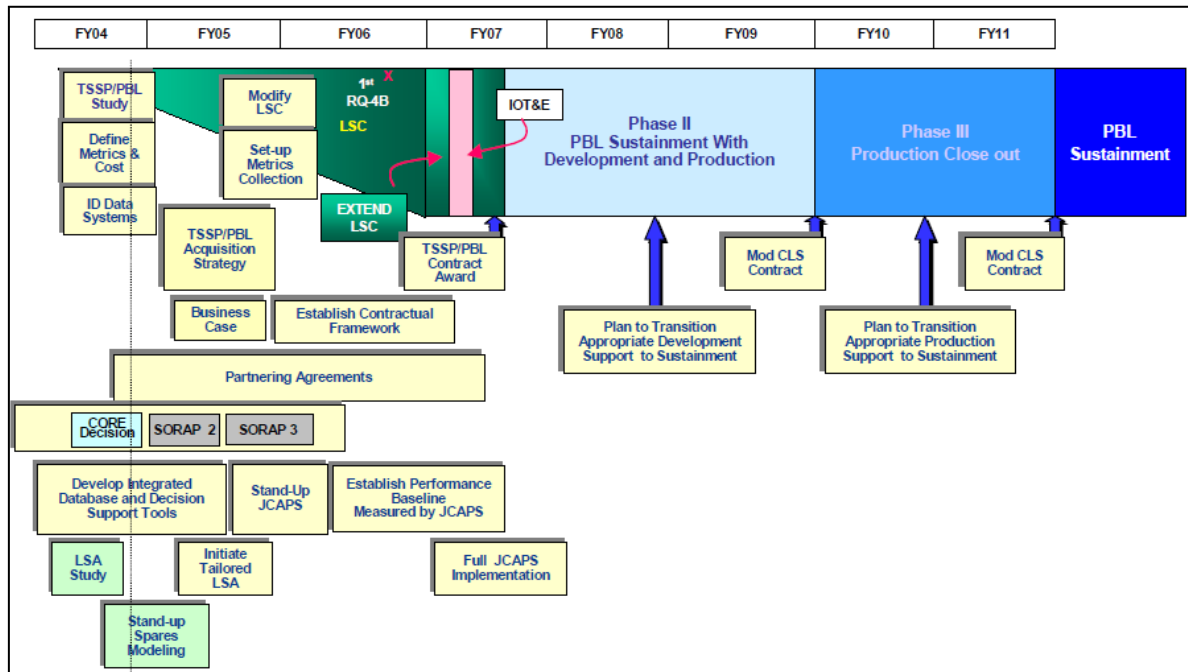 FY04
FY05
FY06
FY07
FY08
FY09
FY10
FY11
TSSP/PBL
Study
Define
Metrics &
Cost
ID Data
Systems
Modify
LSC
Set-up
Metrics
Collection
1st
X
RQ-4B
LSC
EXTEND
LSC
IOT&E
Phase II
PBL Sustainment With
Development and Production
Phase III
Production Close out
PBL
Sustainment
TSSP/PBL
Acquisition
Strategy
TSSP/PBL
Contract
Award
Mod CLS
Contract
Mod CLS
Contract
Business
Case
Establish Contractual
Framework
Plan to Transition
Appropriate Development
Support to Sustainment
Plan to Transition
Appropriate Production
Support to Sustainment
Partnering Agreements
CORE
Decision
SORAP 2
SORAP 3
Develop Integrated
Database and Decision
Support Tools
Stand-Up
JCAPS
Establish Performance
Baseline
Measured by JCAPS
LSA
Study
Initiate
Tailored
LSA
Full JCAPS
Implementation
Stand-up
Spares
Modeling